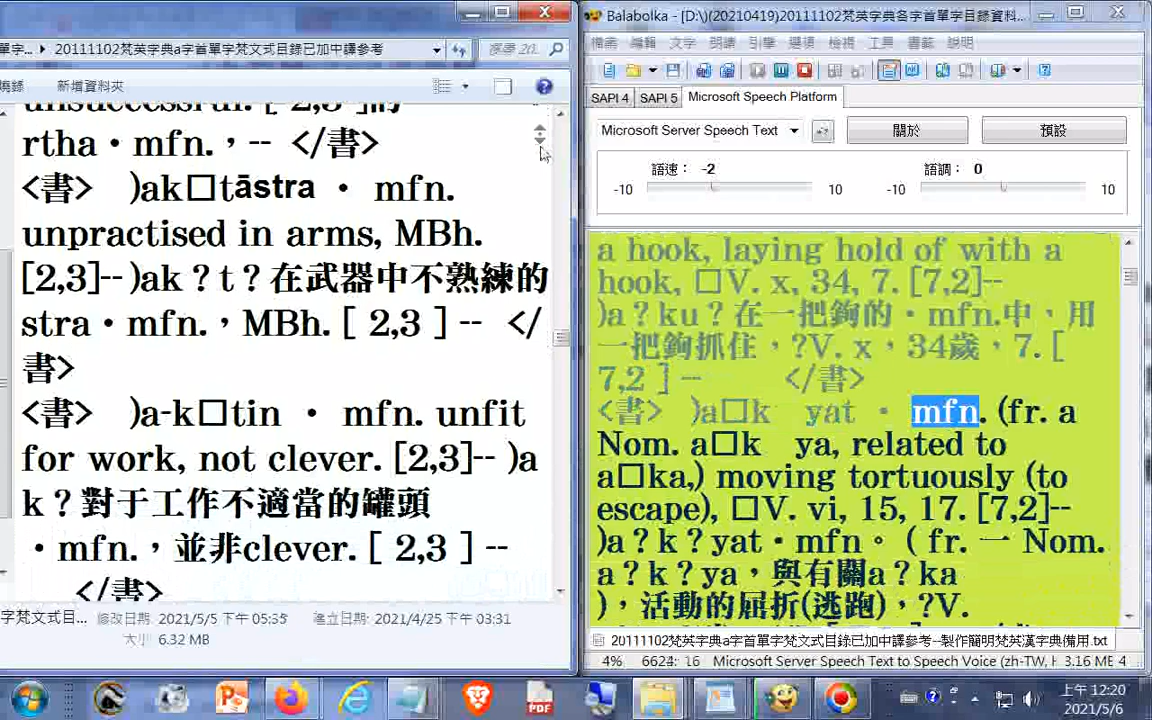 單字... ▸ 20111102梵英字典a字首單字梵文式目錄已加中譯參考
燒錄 新增資料夾
unsuccessful. [ 2,3 ]的
rtha・mfn.，-- </書>
<書> )ak□tāstra ・ mfn.
unpractised in arms, MBh.
[2,3]-- )ak？t？在武器中不熟練的
stra・mfn.，MBh. [ 2,3 ] -- </
書>
<書> )a-k□tin ・ mfn. unfit
for work, not clever. [2,3]-- )a
k？對于工作不適當的罐頭
・mfn.，並非clever. [ 2,3 ] --
</書>
字梵文式目... 修改日期: 2021/5/5 下午 05:35 建立日期: 2021/4/25 下午 03:31
大小: 6.32 MB
Balabolka - [D:\)(20210419)20111102梵英字典各字首單字目錄資料...
檔案 編輯 文字 朗讀 引擎 選項 檢視 工具 書籤 說明
SAPI 4 SAPI 5 Microsoft Speech Platform
Microsoft Server Speech Text 關於 預設
語速： -2 語調： 0
-10 10 -10 10
a hook, laying hold of with a
hook, □V. x, 34, 7. [7,2]--
)a？ku？在一把鉤的・mfn.中、用
一把鉤抓住，?V. x，34歲，7. [
7,2 ] -- </書>
<書> )a□k yat ・ mfn. (fr. a
Nom. a□k ya, related to
a□ka,) moving tortuously (to
escape), □V. vi, 15, 17. [7,2]--
)a？k？yat・mfn。 ( fr. 一 Nom.
a？k？ya，與有關a？ka
)，活動的屈折(逃跑)，?V.
20111102梵英字典a字首單字梵文式目錄已加中譯參考--製作簡明梵英漢字典備用.txt
4% 6624: 16 Microsoft Server Speech Text to Speech Voice (zh-TW, H 3.16 ME 4
上午 12:20
2021/5/6